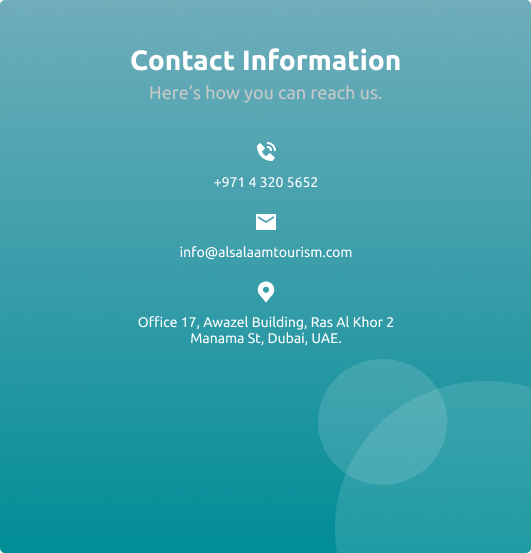 Contact Information
Here's how you can reach us.
+971 4 320 5652
info@alsalaamtourism.com
Office 17, Awazel Building, Ras Al Khor 2
Manama St, Dubai, UAE.